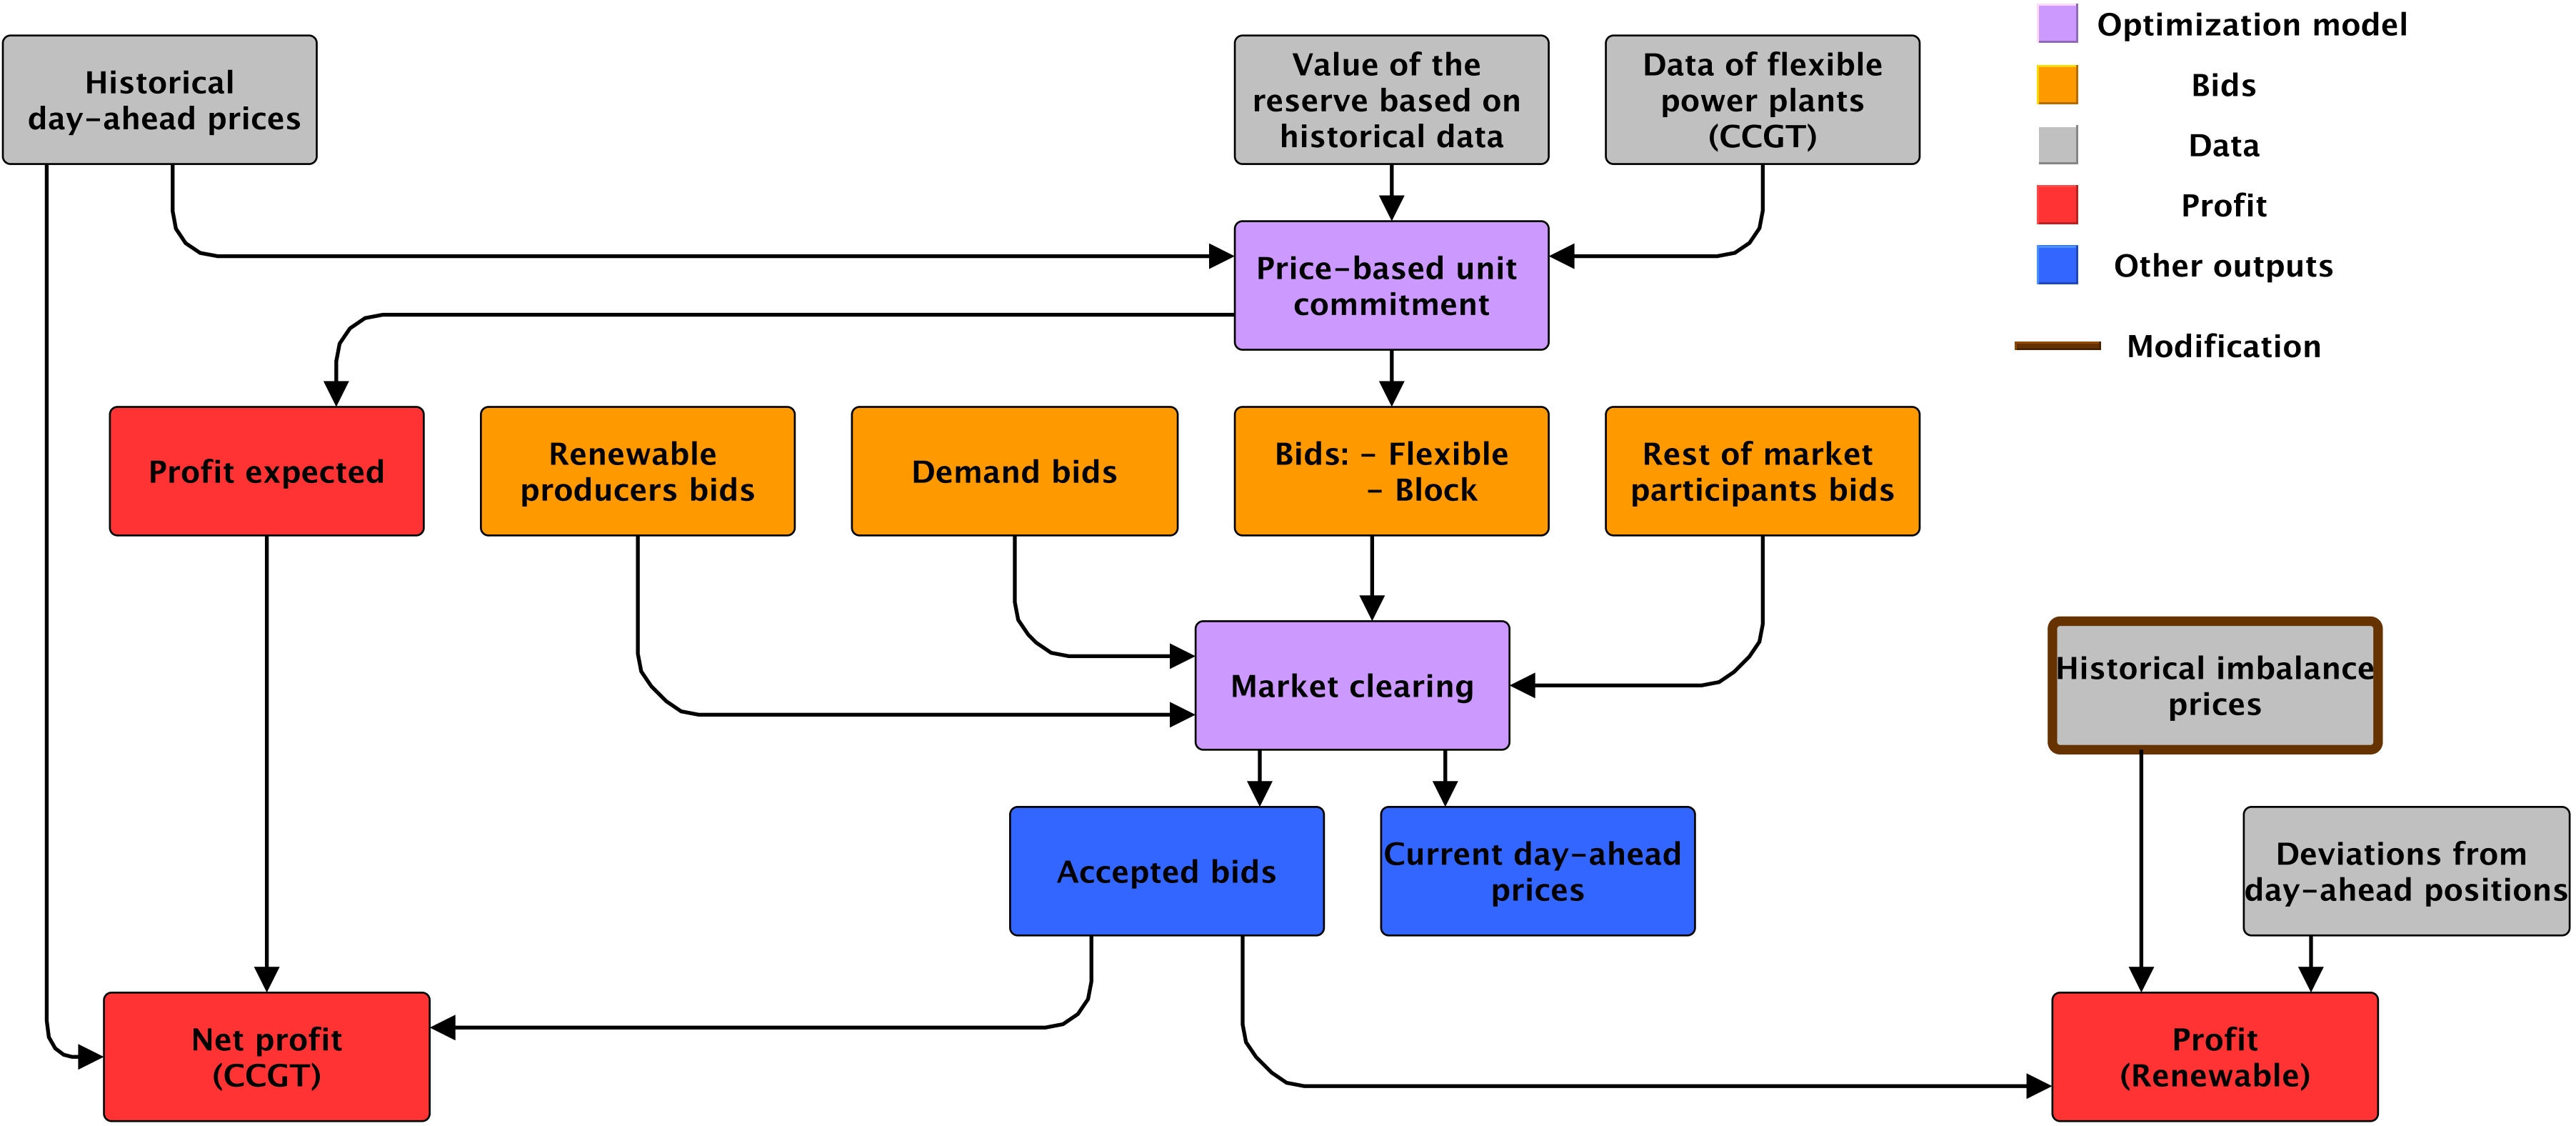 Historical
day-ahead prices
Value of the
reserve based on
historical data
Data of flexible
power plants
(CCGT)
Optimization model
Bids
Data
Profit
Other outputs
Modification
Price-based unit
commitment
Profit expected
Renewable
producers bids
Demand bids
Bids: - Flexible
- Block
Rest of market
participants bids
Market clearing
Historical imbalance
prices
Accepted bids
Current day-ahead
prices
Deviations from
day-ahead positions
Net profit
(CCGT)
Profit
(Renewable)